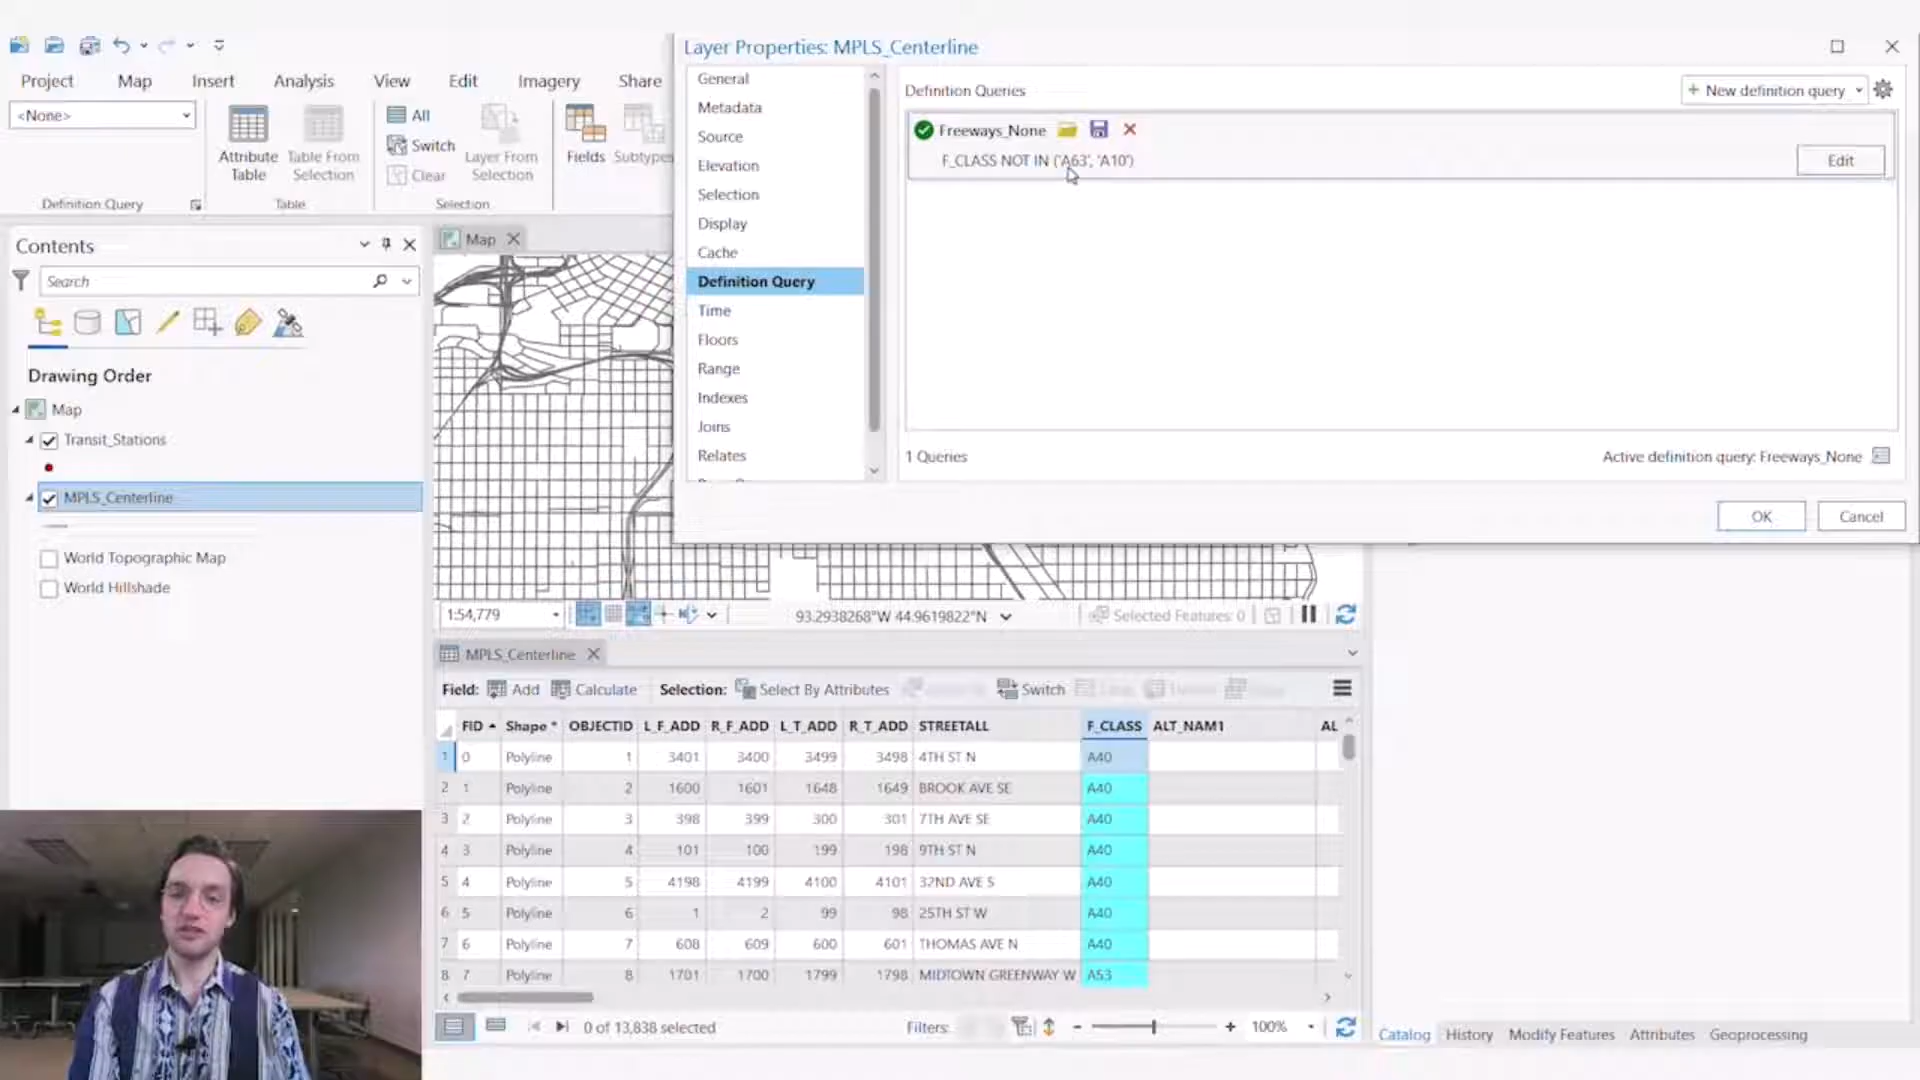 Project Map Insert Analysis View Edit Imagery Share
<None>
Attribute Table
Table From Selection
All
Switch
Clear
Layer From Selection
Fields
Subtypes
Definition Query
Table
Selection
Layer Properties: MPLS_Centerline
General
Metadata
Source
Elevation
Selection
Display
Cache
Definition Query
Time
Floors
Range
Indexes
Joins
Relates
Definition Queries
New definition query
Freeways_None
F_CLASS NOT IN ('A63', 'A10')
Edit
1 Queries
Active definition query: Freeways_None
OK
Cancel
Contents
Search
Drawing Order
Map
Transit_Stations
MPLS_Centerline
World Topographic Map
World Hillshade
Map
1:54,779
93.2938268°W 44.9619822°N
Selected Features: 0
MPLS_Centerline
Field: Add Calculate Selection: Select By Attributes Switch
FID Shape * OBJECTID L_F_ADD R_F_ADD L_T_ADD R_T_ADD STREETALL F_CLASS ALT_NAM1 AL
1 0 Polyline 1 3401 3400 3499 3498 4TH ST N A40
2 1 Polyline 2 1600 1601 1648 1649 BROOK AVE SE A40
3 2 Polyline 3 398 399 300 301 7TH AVE SE A40
4 3 Polyline 4 101 100 199 198 9TH ST N A40
5 4 Polyline 5 4198 4199 4100 4101 32ND AVE S A40
6 5 Polyline 6 1 2 99 98 25TH ST W A40
7 6 Polyline 7 608 609 600 601 THOMAS AVE N A40
8 7 Polyline 8 1701 1700 1799 1798 MIDTOWN GREENWAY W A53
0 of 13,838 selected
Filters:
- + 100%
Catalog History Modify Features Attributes Geoprocessing